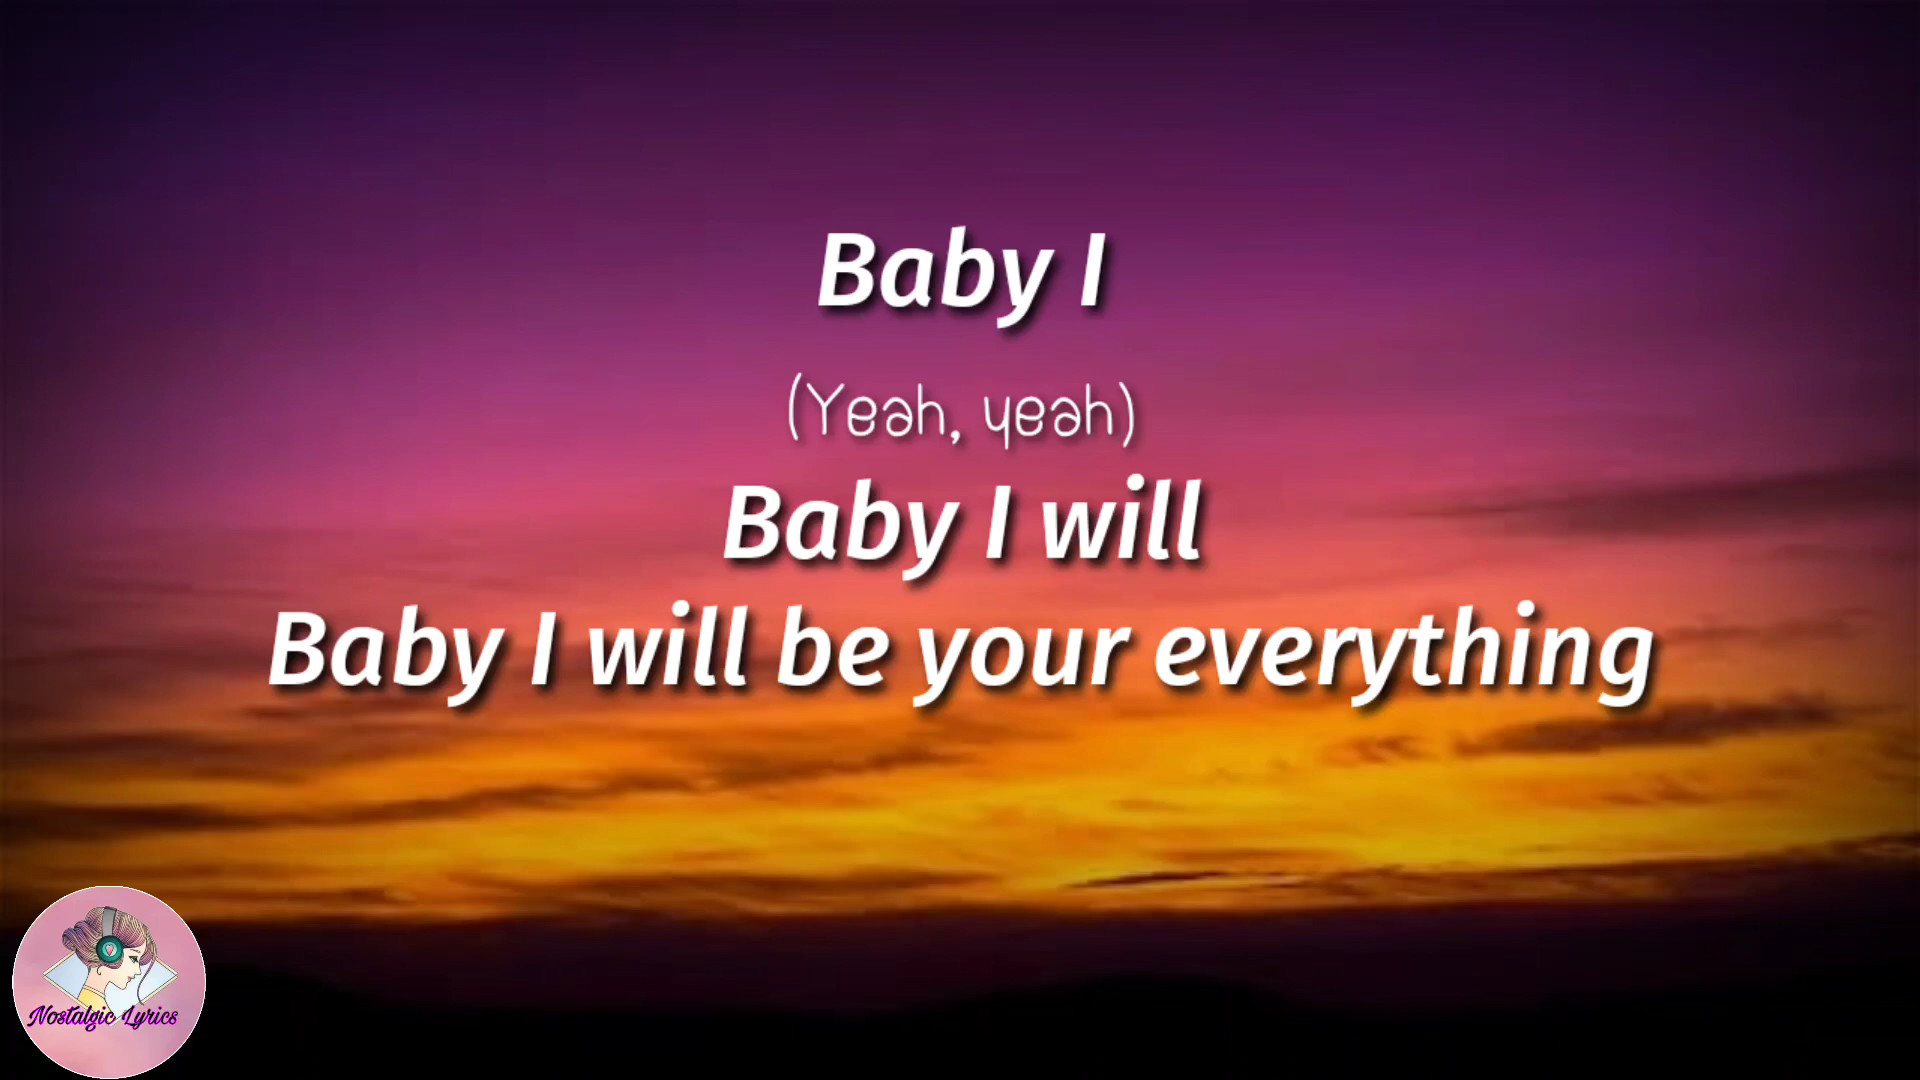 Baby I
(Yeah, yeah)
Baby I will
Baby I will be your everything
Nostalgic Lyrics